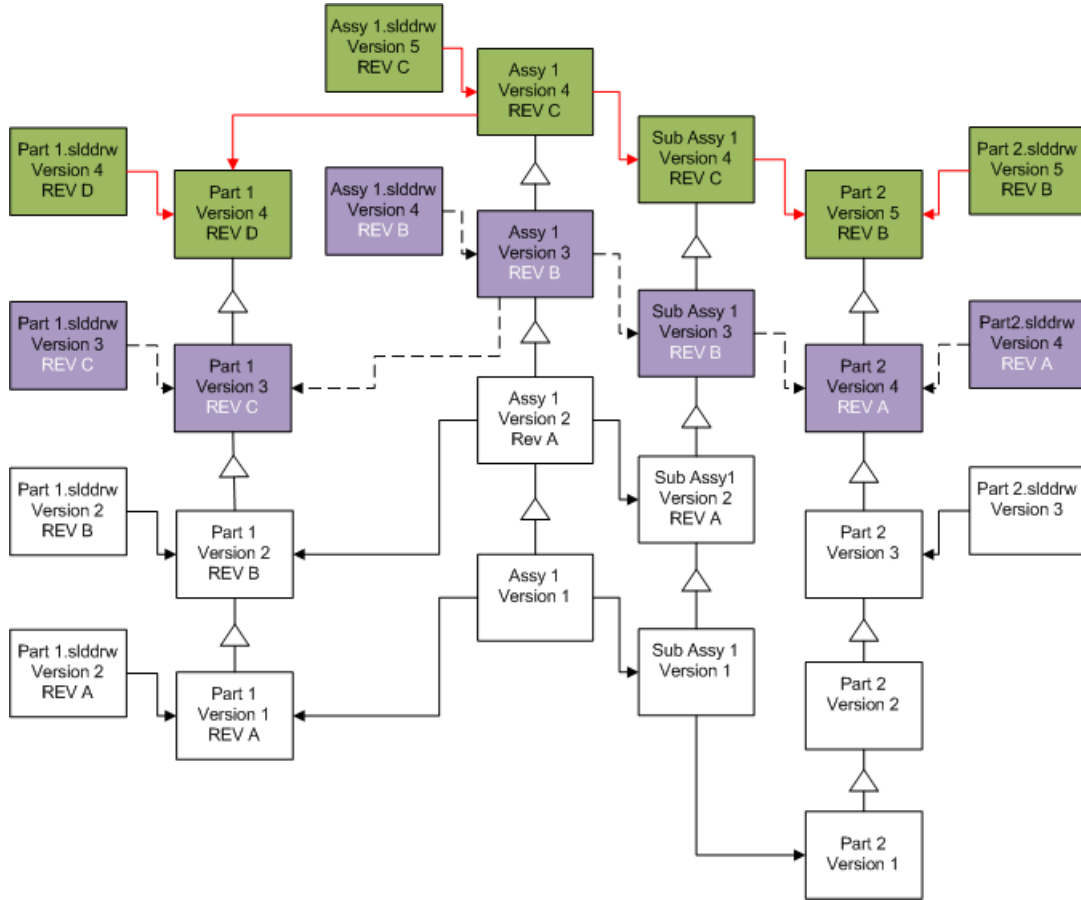 Assy 1.slddrw
Version 5
REV C
Assy 1
Version 4
REV C
Part 1.slddrw
Version 4
REV D
Sub Assy 1
Version 4
REV C
Part 2.slddrw
Version 5
REV B
Part 1
Version 4
REV D
Assy 1.slddrw
Version 4
REV B
Part 2
Version 5
REV B
Assy 1
Version 3
REV B
Part 1.slddrw
Version 3
REV C
Sub Assy 1
Version 3
REV B
Part2.slddrw
Version 4
REV A
Part 1
Version 3
REV C
Part 2
Version 4
REV A
Assy 1
Version 2
Rev A
Part 1.slddrw
Version 2
REV B
Sub Assy1
Version 2
REV A
Part 2.slddrw
Version 3
Part 1
Version 2
REV B
Part 2
Version 3
Assy 1
Version 1
Part 1.slddrw
Version 2
REV A
Sub Assy 1
Version 1
Part 1
Version 1
REV A
Part 2
Version 2
Part 2
Version 1